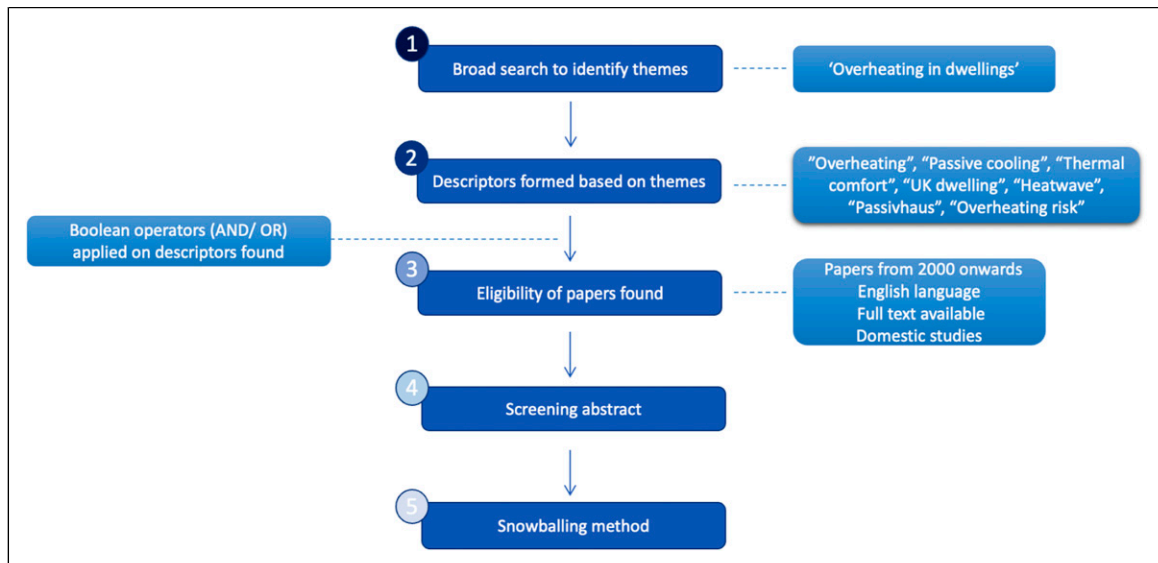 1
Broad search to identify themes
‘Overheating in dwellings’
2
Descriptors formed based on themes
”Overheating”, “Passive cooling”, “Thermal
comfort”, “UK dwelling”, “Heatwave”,
“Passivhaus”, “Overheating risk”
Boolean operators (AND/ OR)
applied on descriptors found
3
Eligibility of papers found
Papers from 2000 onwards
English language
Full text available
Domestic studies
4
Screening abstract
5
Snowballing method